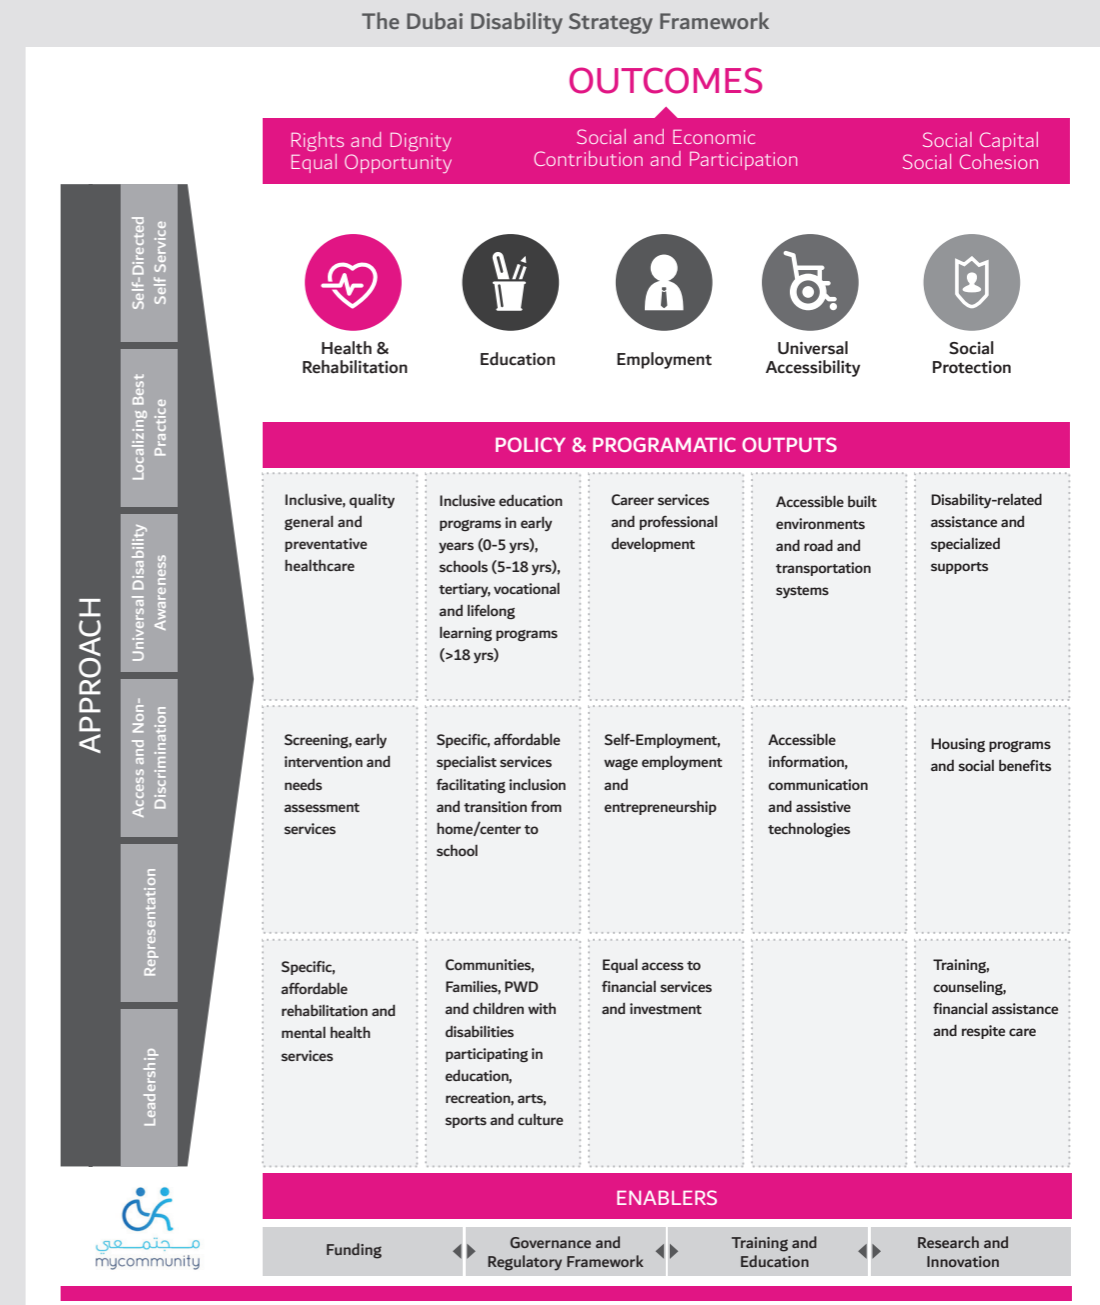 The Dubai Disability Strategy Framework
OUTCOMES
Rights and Dignity
Equal Opportunity
Social and Economic
Contribution and Participation
Social Capital
Social Cohesion
APPROACH
Self-Directed
Self Service
Localizing Best
Practice
Universal Disability
Awareness
Access and Non-
Discrimination
Representation
Leadership
Health &
Rehabilitation
Education
Employment
Universal
Accessibility
Social
Protection
POLICY & PROGRAMATIC OUTPUTS
Inclusive, quality
general and
preventative
healthcare
Inclusive education
programs in early
years (0-5 yrs),
schools (5-18 yrs),
tertiary, vocational
and lifelong
learning programs
(>18 yrs)
Career services
and professional
development
Accessible built
environments
and road and
transportation
systems
Disability-related
assistance and
specialized
supports
Screening, early
intervention and
needs
assessment
services
Specific, affordable
specialist services
facilitating inclusion
and transition from
home/center to
school
Self-Employment,
wage employment
and
entrepreneurship
Accessible
information,
communication
and assistive
technologies
Housing programs
and social benefits
Specific,
affordable
rehabilitation and
mental health
services
Communities,
Families, PWD
and children with
disabilities
participating in
education,
recreation, arts,
sports and culture
Equal access to
financial services
and investment
Training,
counseling,
financial assistance
and respite care
مجتمعي
mycommunity
ENABLERS
Funding
Governance and
Regulatory Framework
Training and
Education
Research and
Innovation